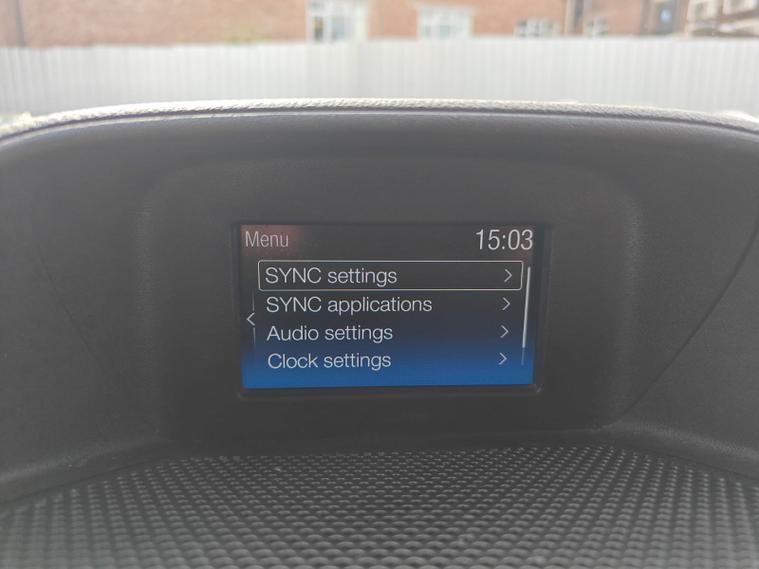 Menu 15:03
SYNC settings
SYNC applications
Audio settings
Clock settings